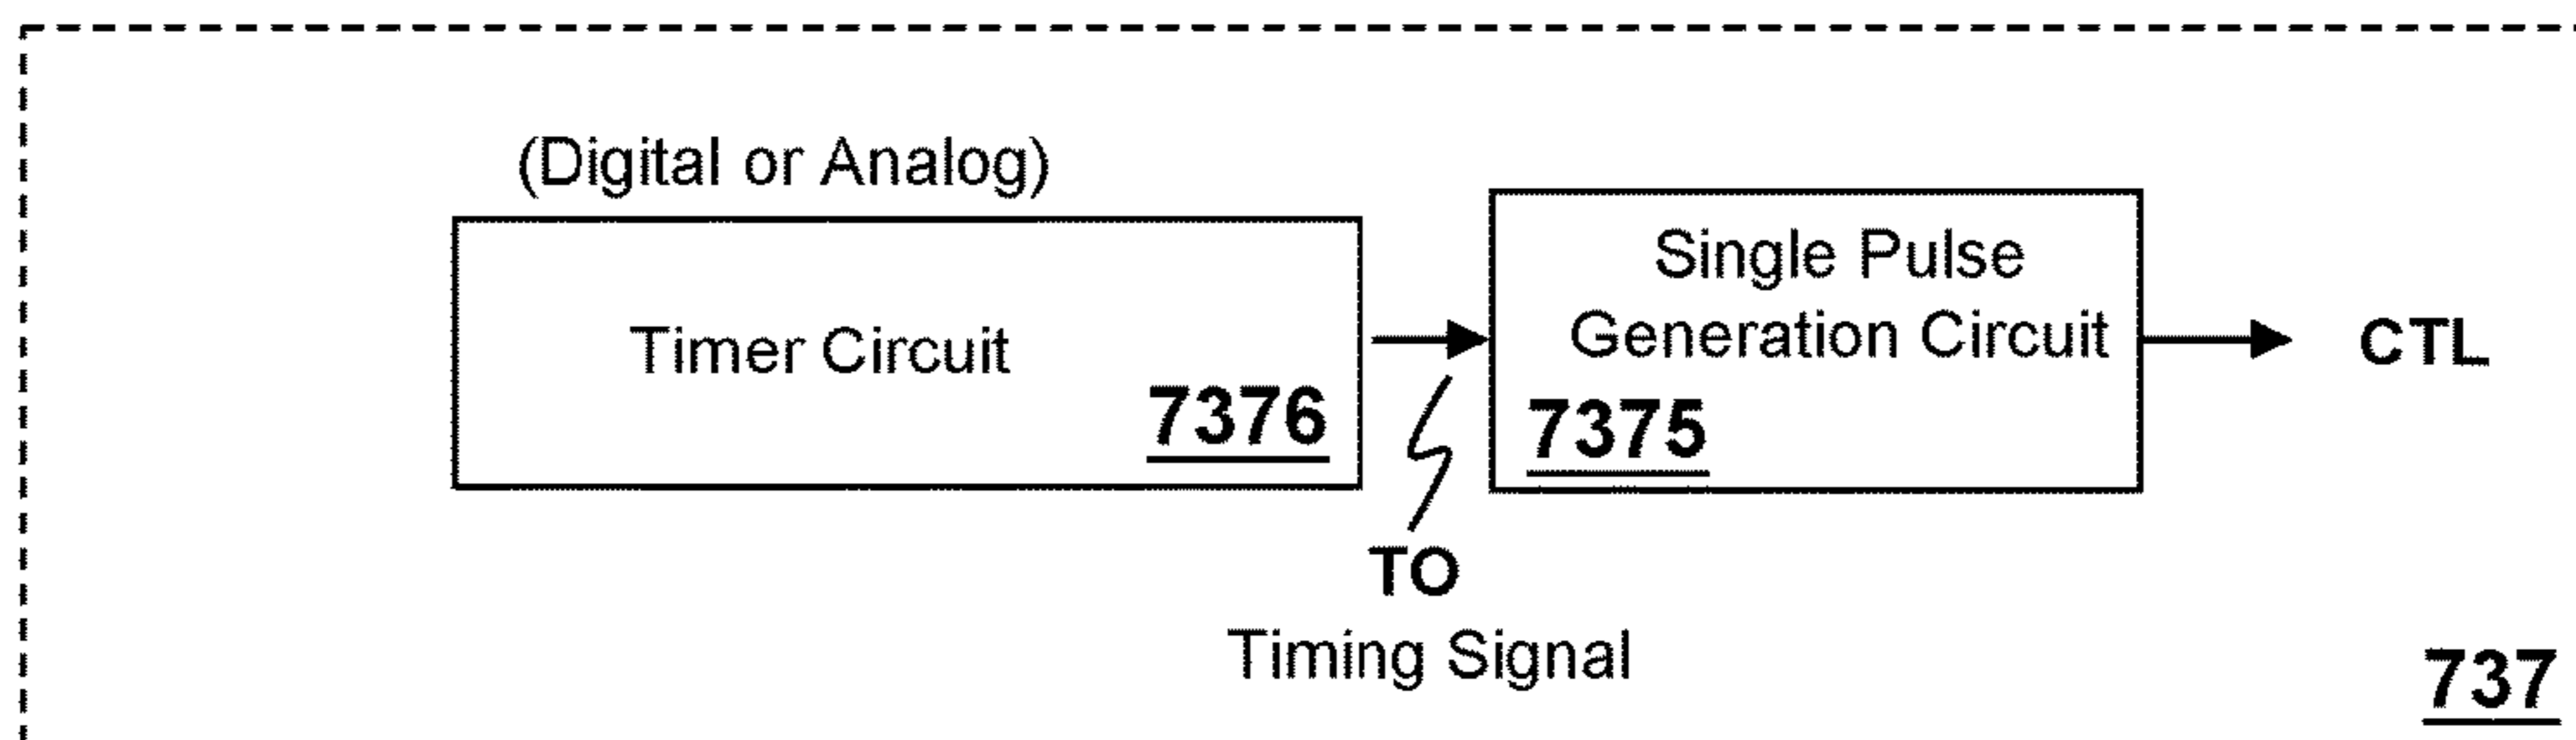 (Digital or Analog)
Timer Circuit
7376
Single Pulse
Generation Circuit
7375
CTL
TO
Timing Signal
737